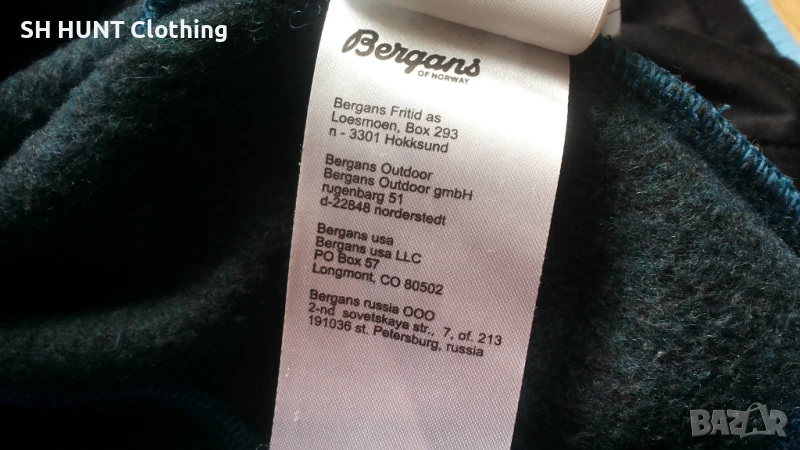 SH HUNT Clothing
Bergans
OF NORWAY
Bergans Fritid as
Loesmoen, Box 293
n - 3301 Hokksund
Bergans Outdoor
Bergans Outdoor gmbH
rugenbarg 51
d-22848 norderstedt
Bergans usa
Bergans usa LLC
PO Box 57
Longmont, CO 80502
Bergans russia OOO
2-nd sovetskaya str., 7, of. 213
191036 st. Petersburg, russia
BAZAR